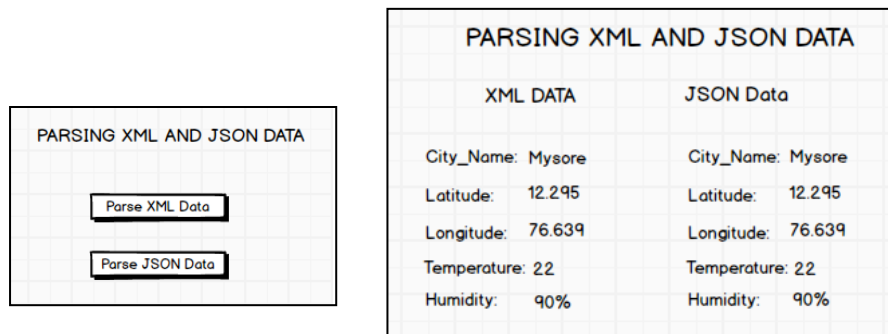 PARSING XML AND JSON DATA
Parse XML Data
Parse JSON Data
PARSING XML AND JSON DATA
XML DATA JSON Data
City_Name: Mysore City_Name: Mysore
Latitude: 12.295 Latitude: 12.295
Longitude: 76.639 Longitude: 76.639
Temperature: 22 Temperature: 22
Humidity: 90% Humidity: 90%